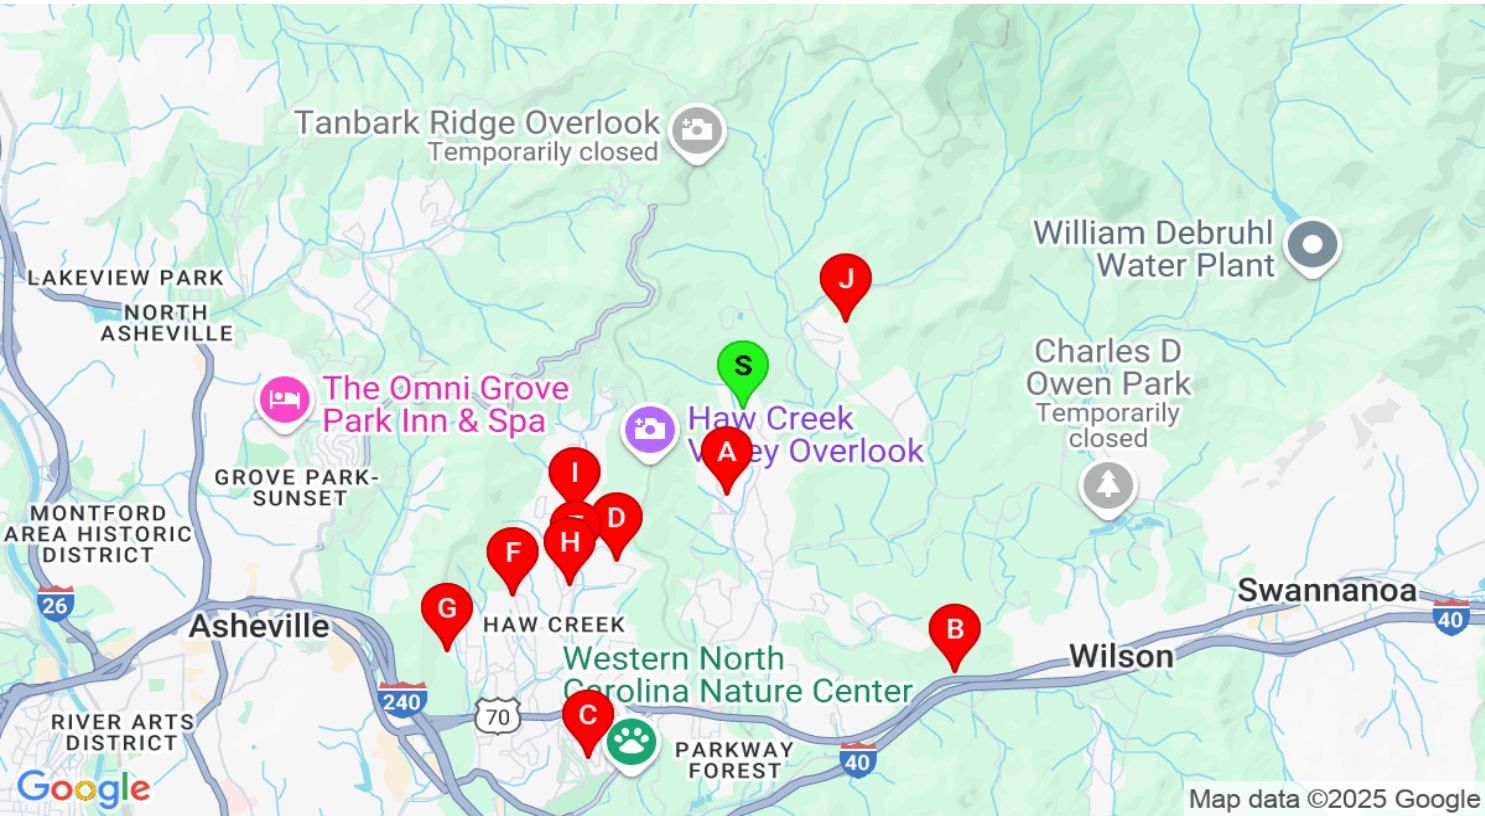 Tanbark Ridge Overlook
Temporarily closed
William Debruhl
Water Plant
LAKEVIEW PARK
NORTH
ASHEVILLE
J
S
Charles D
Owen Park
Temporarily
closed
The Omni Grove
Park Inn & Spa
Haw Creek
Overlook
A
I
GROVE PARK-
SUNSET
MONTFORD
AREA HISTORIC
DISTRICT
D
H
F
26
G
Asheville
HAW CREEK
B
Swannanoa
40
Wilson
Western North
Carolina Nature Center
240
70
C
RIVER ARTS
DISTRICT
PARKWAY
FOREST
40
Google
Map data ©2025 Google